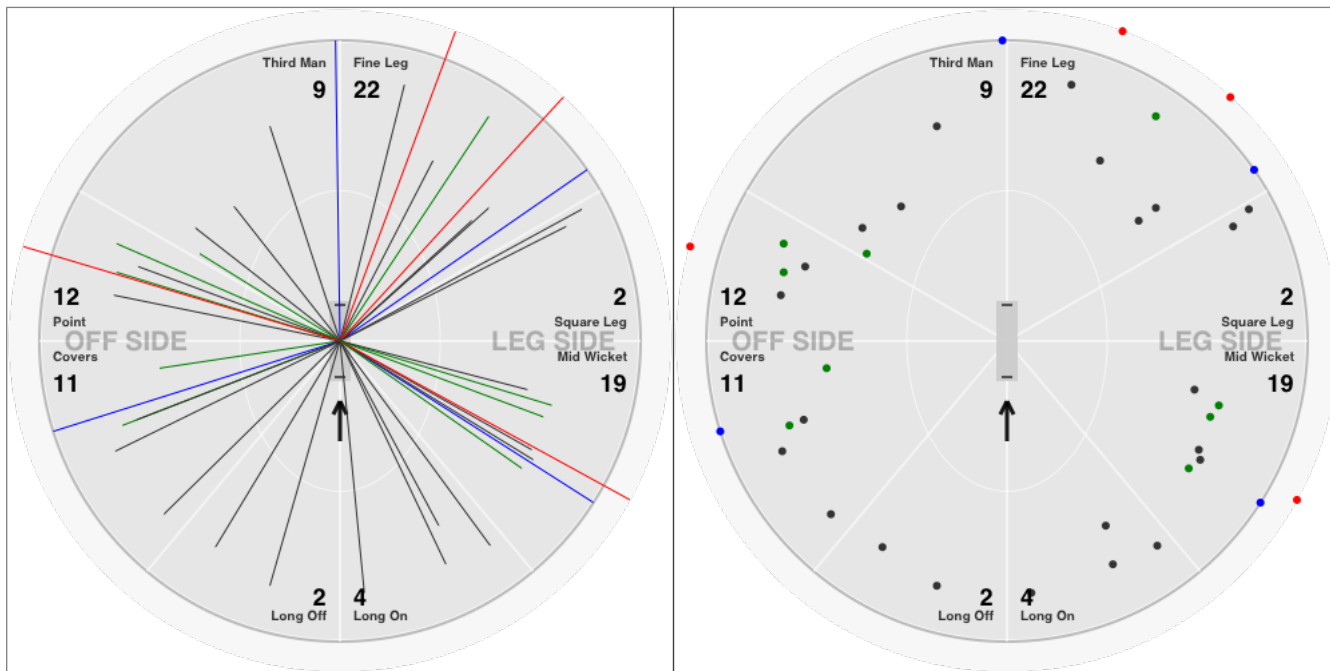 Third Man
Fine Leg
9
22
12
2
Point
Square Leg
OFF SIDE
LEG SIDE
Covers
Mid Wicket
11
19
2
4
Long Off
Long On
Third Man
Fine Leg
9
22
12
2
Point
Square Leg
OFF SIDE
LEG SIDE
Covers
Mid Wicket
11
19
2
4
Long Off
Long On